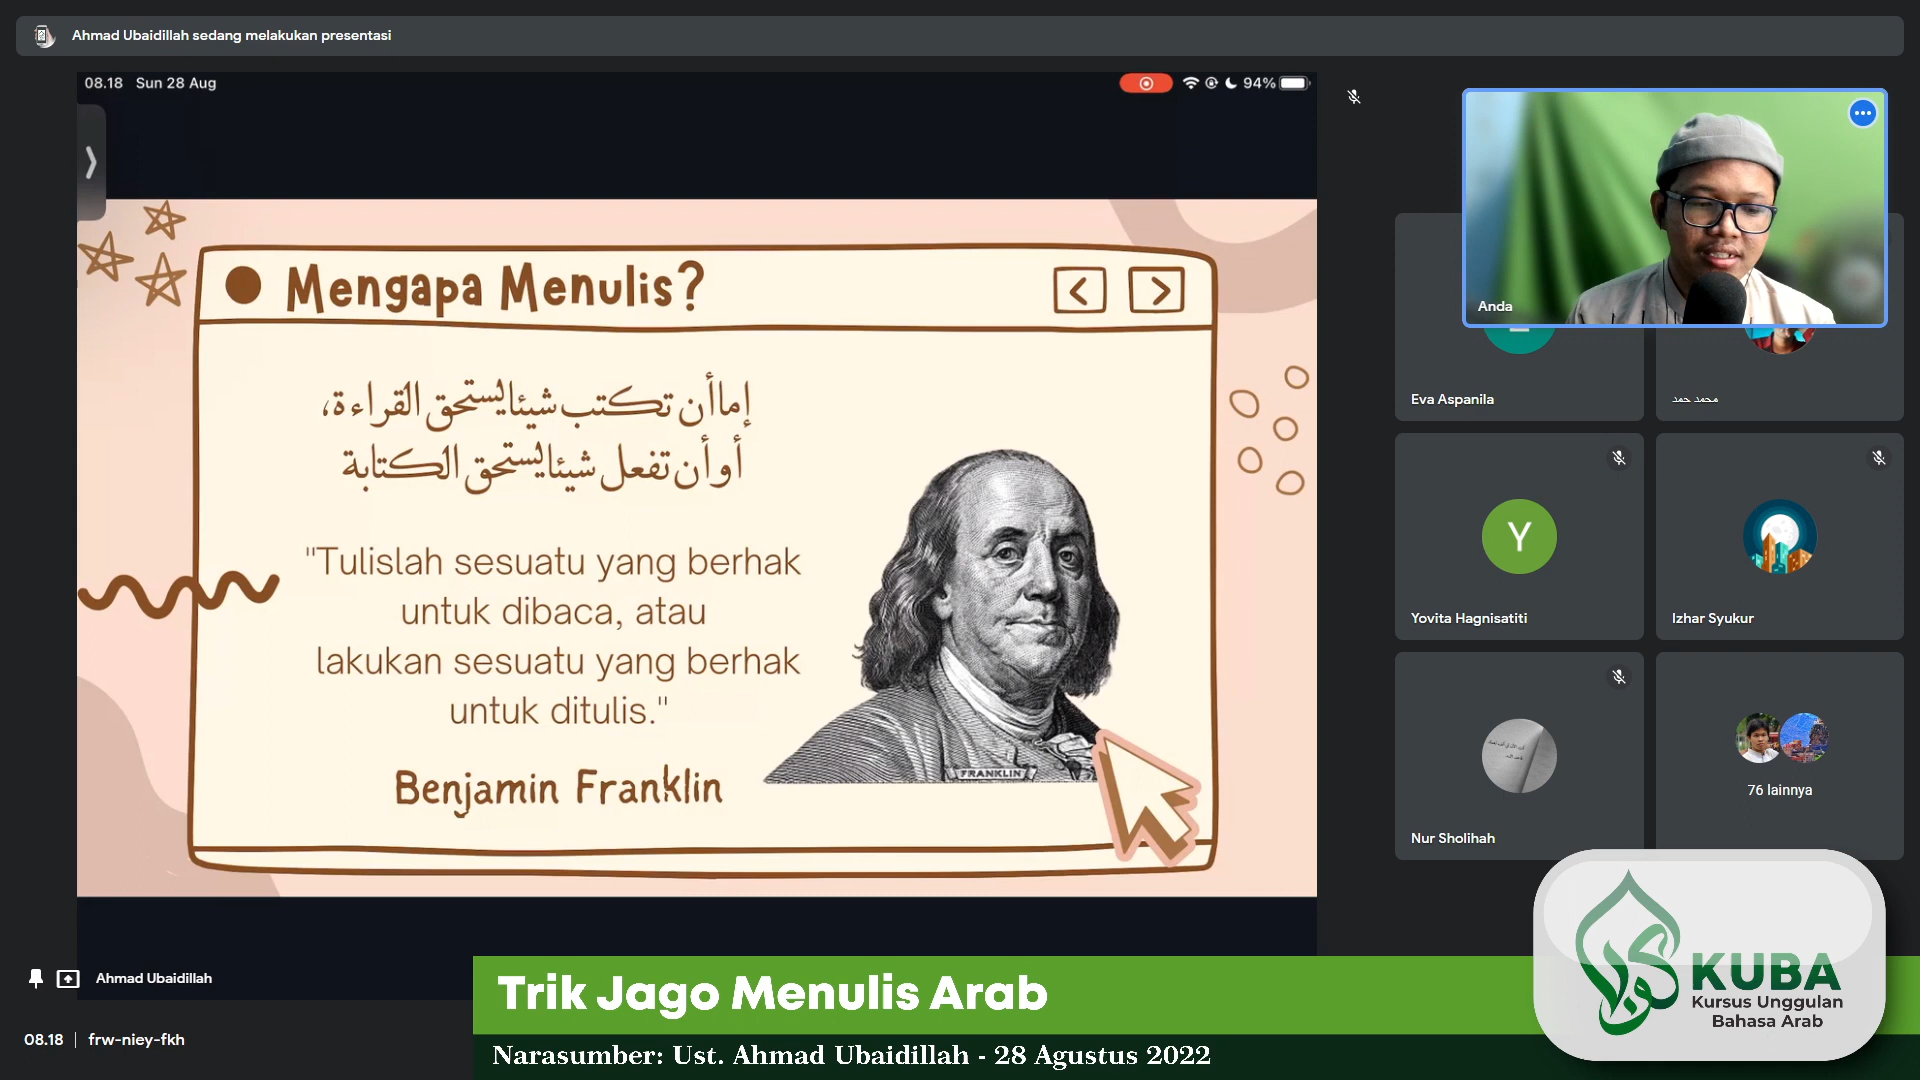 Ahmad Ubaidillah sedang melakukan presentasi
08.18 Sun 28 Aug
94%
Mengapa Menulis?
إما أن تكتب شيئا يستحق القراءة،
أو أن تفعل شيئا يستحق الكتابة
"Tulislah sesuatu yang berhak
untuk dibaca, atau
lakukan sesuatu yang berhak
untuk ditulis."
Benjamin Franklin
FRANKLIN
Anda
Eva Aspanila
محمد حمد
Y
Yovita Hagnisatiti
Izhar Syukur
Nur Sholihah
76 lainnya
Ahmad Ubaidillah
08.18 | frw-niey-fkh
Trik Jago Menulis Arab
Narasumber: Ust. Ahmad Ubaidillah - 28 Agustus 2022
KUBA
Kursus Unggulan
Bahasa Arab